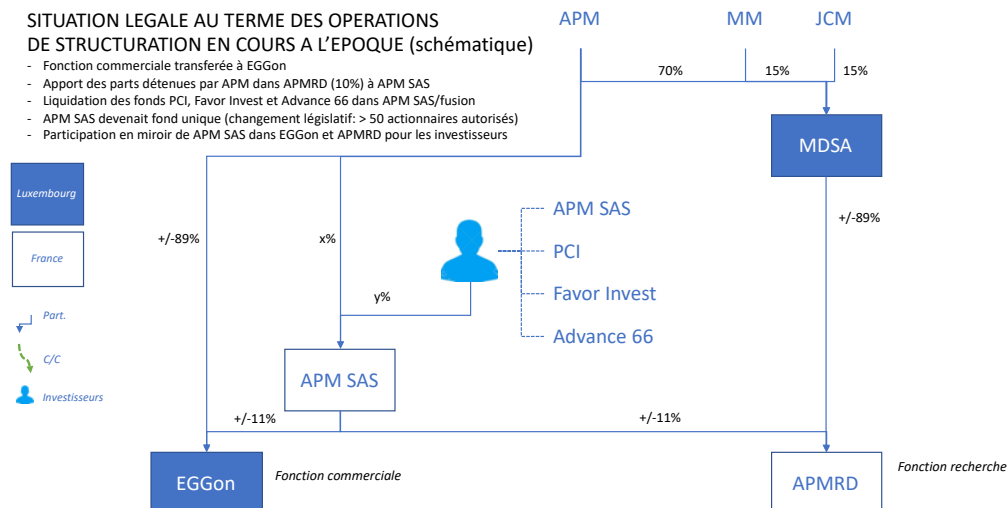 SITUATION LEGALE AU TERME DES OPERATIONS
DE STRUCTURATION EN COURS A L'EPOQUE (schématique)
- Fonction commerciale transferée à EGGon
- Apport des parts détenues par APM dans APMRD (10%) à APM SAS
- Liquidation des fonds PCI, Favor Invest et Advance 66 dans APM SAS/fusion
- APM SAS devenait fond unique (changement législatif: > 50 actionnaires autorisés)
- Participation en miroir de APM SAS dans EGGon et APMRD pour les investisseurs
APM MM JCM
70% 15% 15%
MDSA
Luxembourg
France
Part.
C/C
Investisseurs
+/-89% x% +/-89%
y%
APM SAS
PCI
Favor Invest
Advance 66
APM SAS
+/-11% +/-11%
EGGon Fonction commerciale
APMRD Fonction recherche